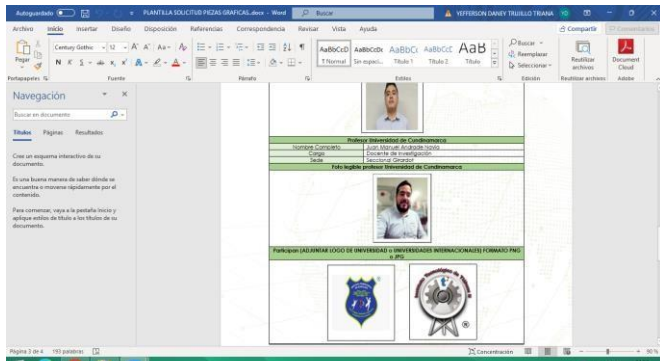 Autoguardado
PLANTILLA SOLICITUD PIEZAS GRAFICAS.docx - Word
Buscar
YEFFERSON DANEY TRUJILLO TRIANA
Archivo Inicio Insertar Diseño Disposición Referencias Correspondencia Revisar Vista Ayuda
Compartir Comentarios
Century Gothic 12
Pegar
N K S
AaBbCcD AaBbCcDc AaBbCc AaBbCcC AaB
1 Normal Sin espaci... Título 1 Título 2 Título
Buscar
Reemplazar
Seleccionar
Reutilizar archivos
Document Cloud
Portapapeles Fuente Párrafo Estilos Edición Reutilizar archivos Adobe
Navegación
Buscar en documento
Títulos Páginas Resultados
Cree un esquema interactivo de su
documento.
Es una buena manera de saber dónde se
encuentra o moverse rápidamente por el
contenido.
Para comenzar, vaya a la pestaña Inicio y
aplique estilos de título a los títulos de su
documento.
Profesor Universidad de Cundinamarca
Nombre Completo Juan Manuel Andrade Navia
Cargo Docente de Investigación
Sede Seccional Girardot
Foto legible profesor Universidad de Cundinamarca
Participan (ADJUNTAR LOGO DE UNIVERSIDAD o UNIVERSIDADES INTERNACIONALES) FORMATO PNG
o JPG
Página 3 de 4 193 palabras
Concentración
90 %